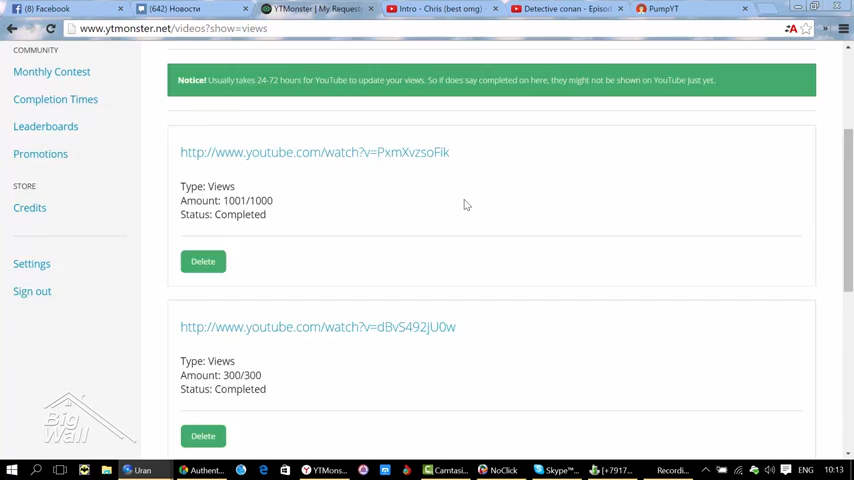 (8) Facebook
(642) Новости
YTMonster | My Request
Intro - Chris (best omg)
Detective conan - Episod
PumpYT
www.ytmonster.net/videos?show=views
COMMUNITY
Monthly Contest
Completion Times
Leaderboards
Promotions
STORE
Credits
Settings
Sign out
Notice! Usually takes 24-72 hours for YouTube to update your views. So if does say completed on here, they might not be shown on YouTube just yet.
http://www.youtube.com/watch?v=PxmXvzsoFik
Type: Views
Amount: 1001/1000
Status: Completed
Delete
http://www.youtube.com/watch?v=dBvS492jU0w
Type: Views
Amount: 300/300
Status: Completed
Delete
Big
Wall
Uran
Authent...
YTMons...
Camtasi...
NoClick
Skype™...
[+7917...
Recordi...
ENG
10:13